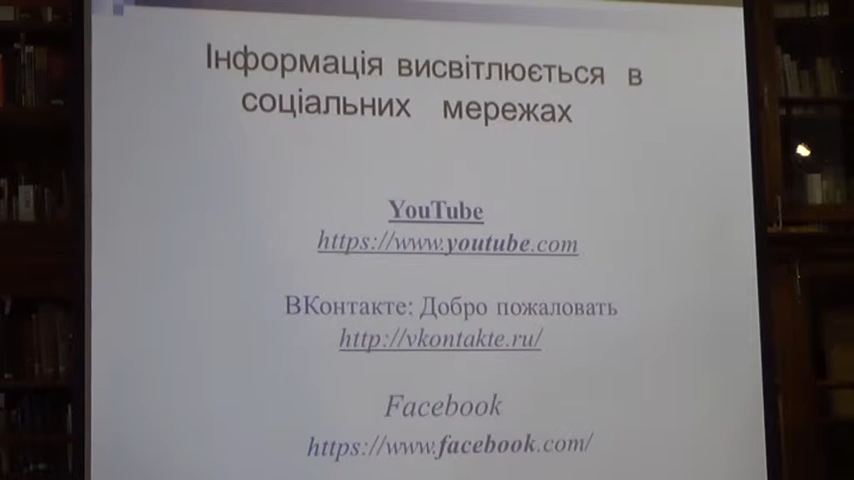 Інформація висвітлюється в
соціальних мережах
YouTube
https://www.youtube.com
ВКонтакте: Добро пожаловать
http://vkontakte.ru/
Facebook
https://www.facebook.com/